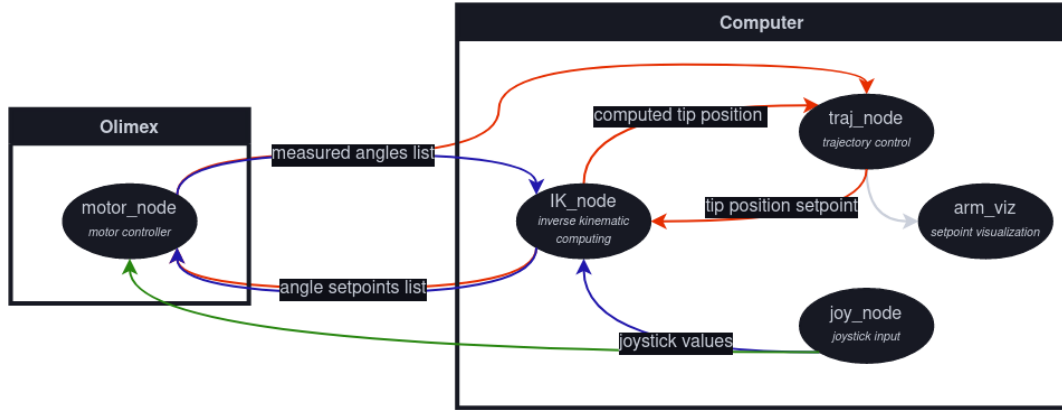 Computer
Olimex
motor_node
motor controller
measured angles list
angle setpoints list
computed tip position
traj_node
trajectory control
IK_node
inverse kinematic
computing
tip position setpoint
arm_viz
setpoint visualization
joystick values
joy_node
joystick input